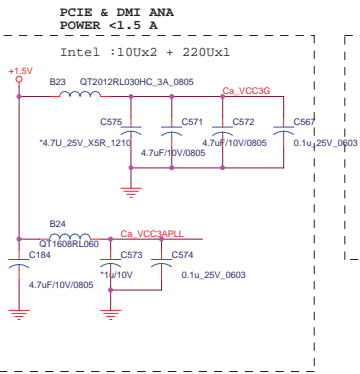 PCIE & DMI ANA
POWER <1.5 A
Intel :10Ux2 + 220Ux1
+1.5V
B23 QT2012RL030HC_3A_0805
Ca_VCC3G
C575 C571 C572 C567
*4.7U_25V_X5R_1210 4.7uF/10V/0805 4.7uF/10V/0805 0.1u_25V_0603
B24
QT1608RL060
Ca_VCC3APLL
C184 C573 C574
4.7uF/10V/0805 *1u/10V 0.1u_25V_0603